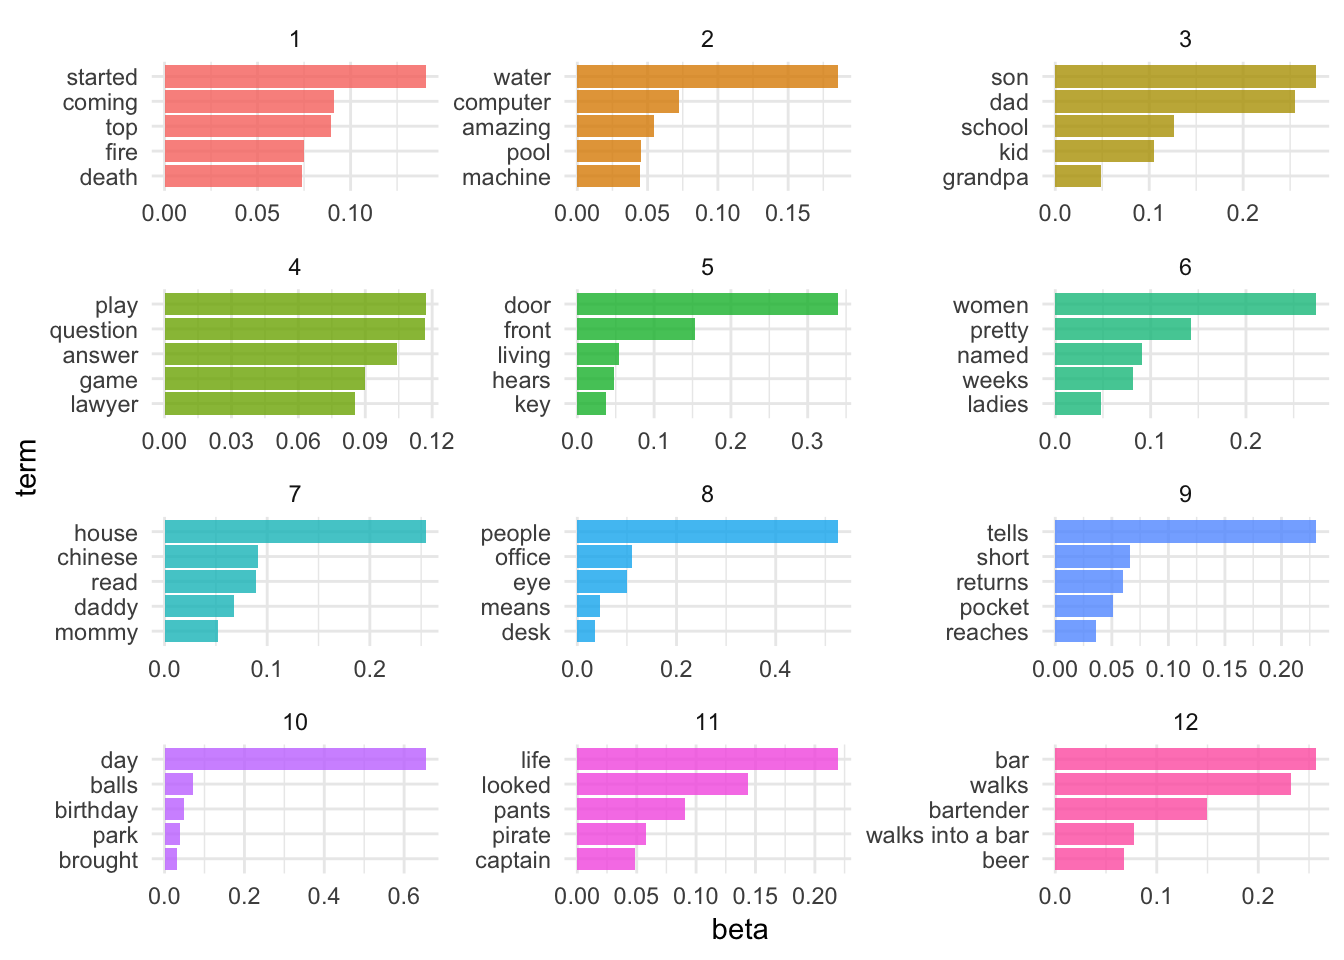 1
started
coming
top
fire
death
0.00 0.05 0.10
2
water
computer
amazing
pool
machine
0.00 0.05 0.10 0.15
3
son
dad
school
kid
grandpa
0.0 0.1 0.2
4
play
question
answer
game
lawyer
0.00 0.03 0.06 0.09 0.12
5
door
front
living
hears
key
0.0 0.1 0.2 0.3
6
women
pretty
named
weeks
ladies
0.0 0.1 0.2
term
7
house
chinese
read
daddy
mommy
0.0 0.1 0.2
8
people
office
eye
means
desk
0.0 0.2 0.4
9
tells
short
returns
pocket
reaches
0.00 0.05 0.10 0.15 0.20
10
day
balls
birthday
park
brought
0.0 0.2 0.4 0.6
11
life
looked
pants
pirate
captain
0.00 0.05 0.10 0.15 0.20
12
bar
walks
bartender
walks into a bar
beer
0.0 0.1 0.2
beta